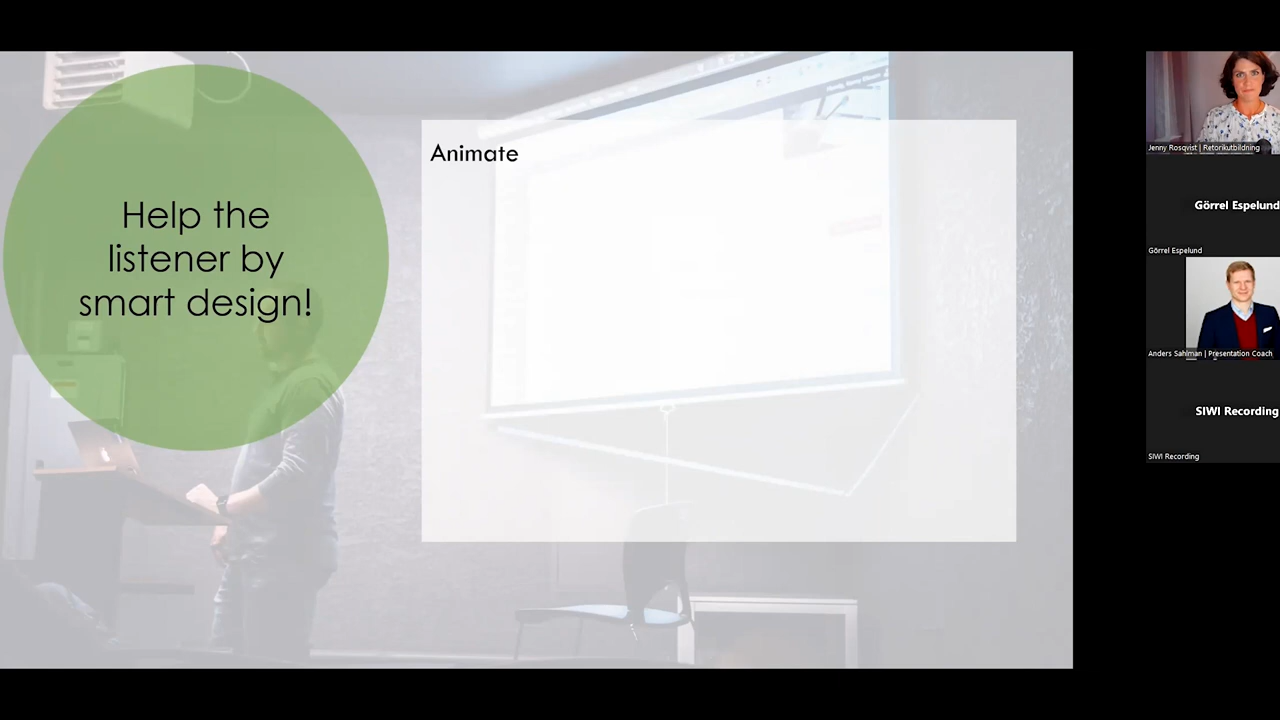 Help the
listener by
smart design!
Animate
Jenny Rosqvist | Retorikutbildning
Görrel Espelund
Görrel Espelund
Anders Sahlman | Presentation Coach
SIWI Recording
SIWI Recording